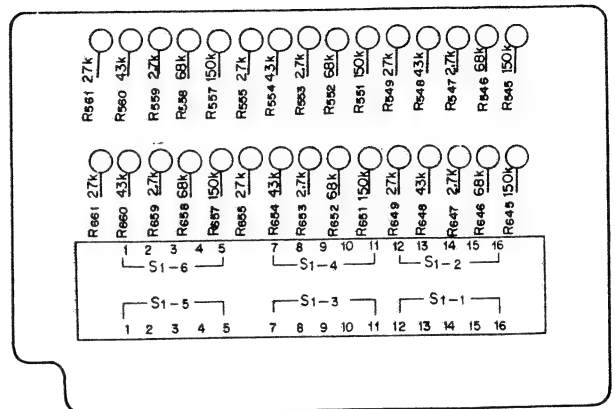 R561 27k R560 43k R559 2.7k R558 68k R557 150k R555 27k R554 43k R553 2.7k R552 68k R551 150k R549 27k R548 43k R547 2.7k R546 68k R545 150k
R661 27k R660 43k R659 2.7k R658 68k R657 150k R655 27k R654 43k R653 2.7k R652 68k R651 150k R649 27k R648 43k R647 2.7k R646 68k R645 150k
1 2 3 4 5 7 8 9 10 11 12 13 14 15 16
S1-6 S1-4 S1-2
S1-5 S1-3 S1-1
1 2 3 4 5 7 8 9 10 11 12 13 14 15 16